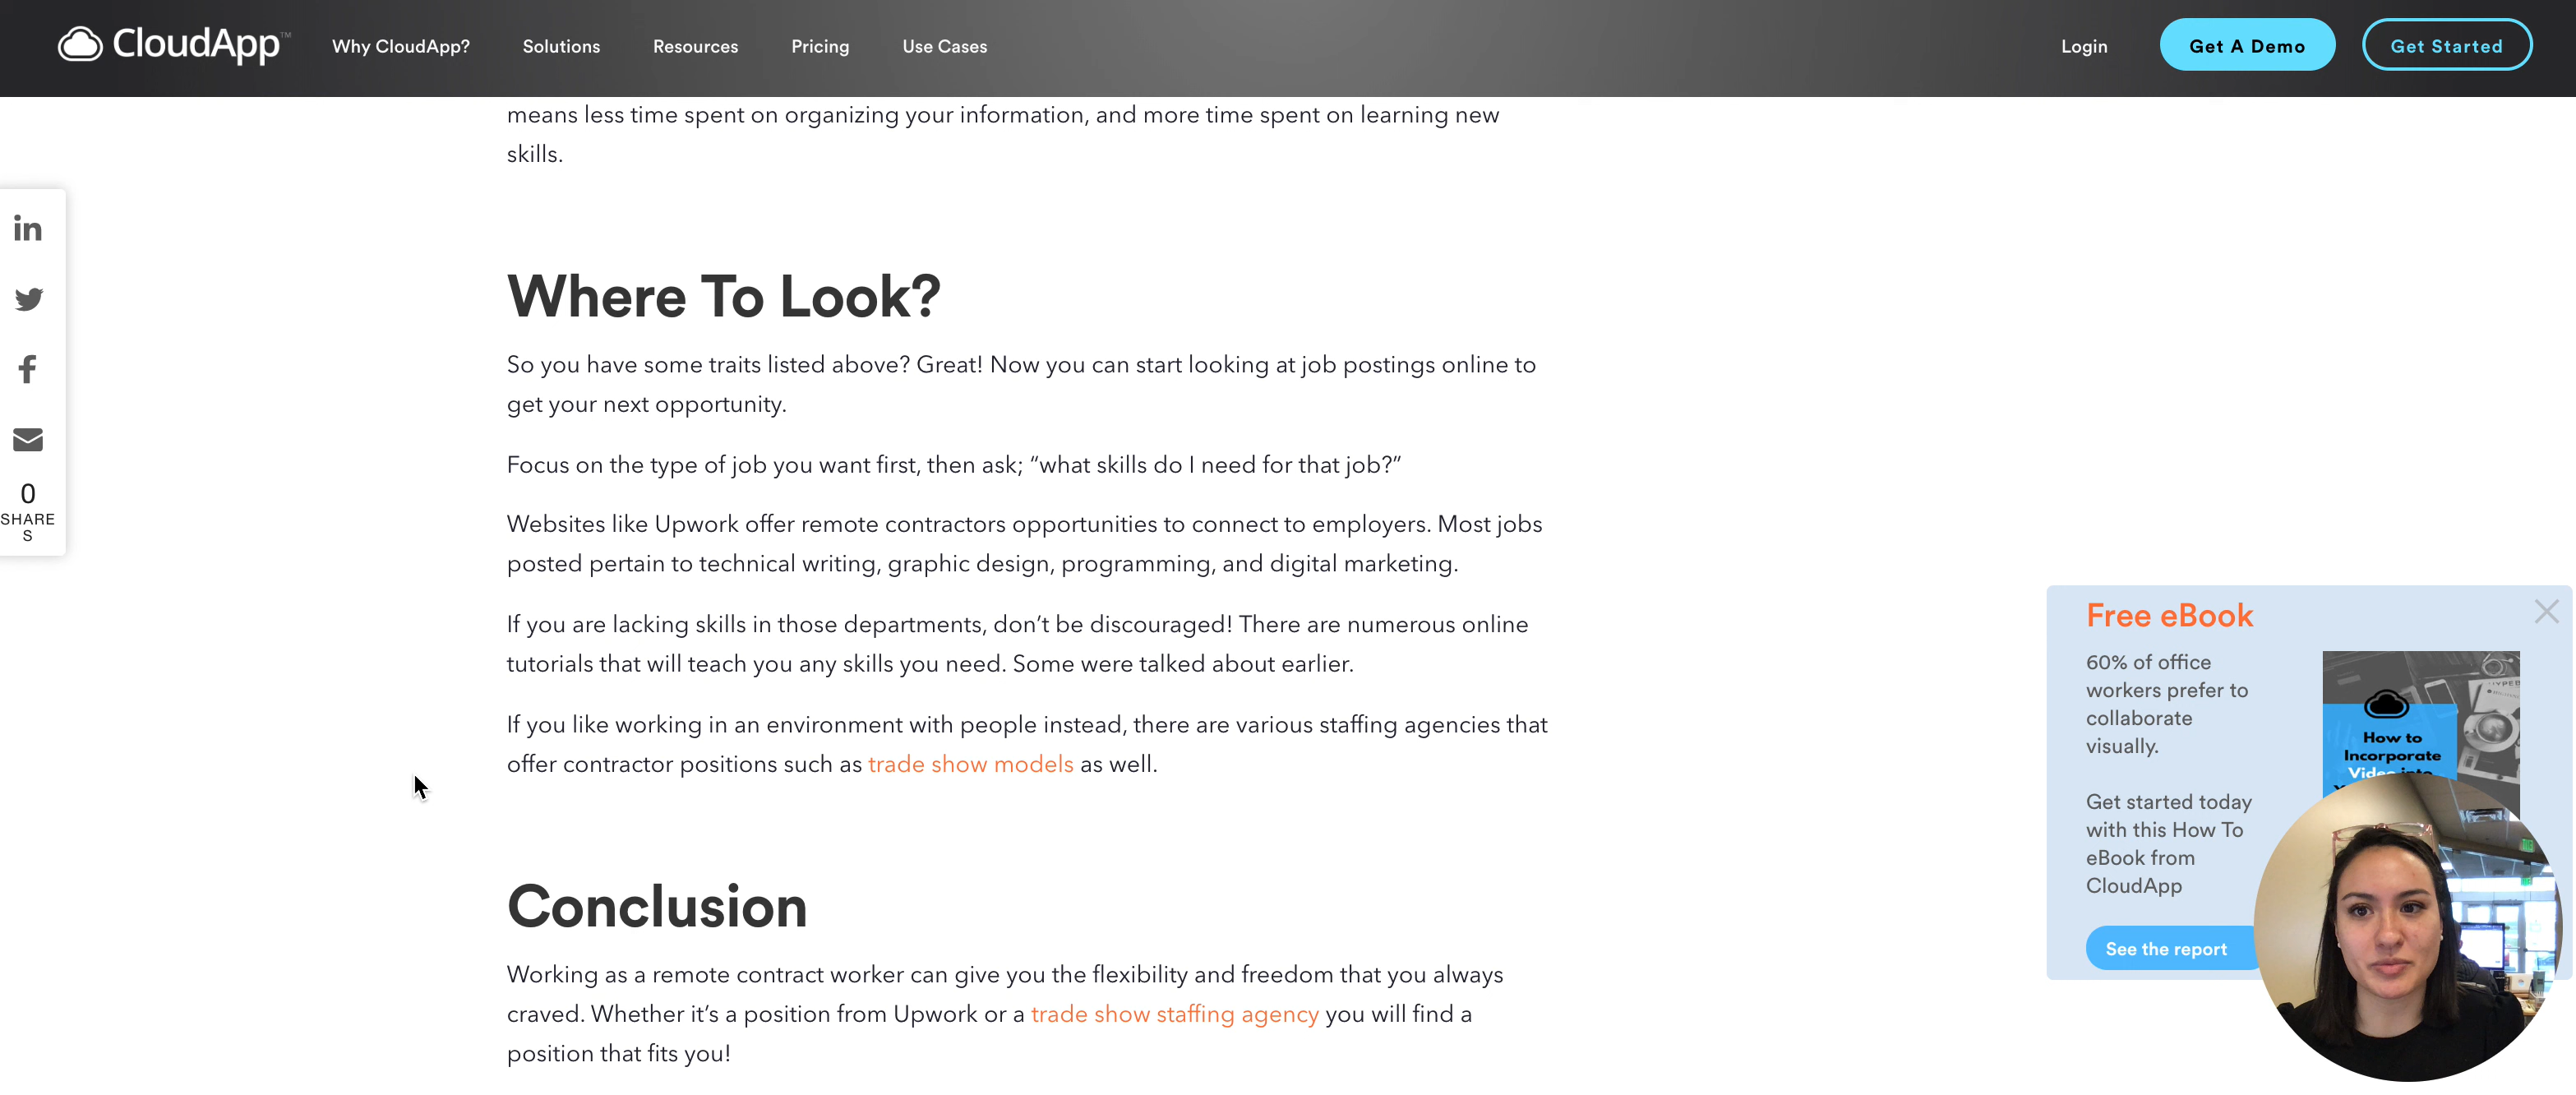 CloudApp™ Why CloudApp? Solutions Resources Pricing Use Cases Login Get A Demo Get Started
means less time spent on organizing your information, and more time spent on learning new
skills.
in
0
SHARE
S
Where To Look?
So you have some traits listed above? Great! Now you can start looking at job postings online to
get your next opportunity.
Focus on the type of job you want first, then ask; “what skills do I need for that job?”
Websites like Upwork offer remote contractors opportunities to connect to employers. Most jobs
posted pertain to technical writing, graphic design, programming, and digital marketing.
If you are lacking skills in those departments, don’t be discouraged! There are numerous online
tutorials that will teach you any skills you need. Some were talked about earlier.
If you like working in an environment with people instead, there are various staffing agencies that
offer contractor positions such as trade show models as well.
Conclusion
Working as a remote contract worker can give you the flexibility and freedom that you always
craved. Whether it’s a position from Upwork or a trade show staffing agency you will find a
position that fits you!
Free eBook
60% of office
workers prefer to
collaborate
visually.
Get started today
with this How To
eBook from
CloudApp
See the report
How to
Incorporate
Video into